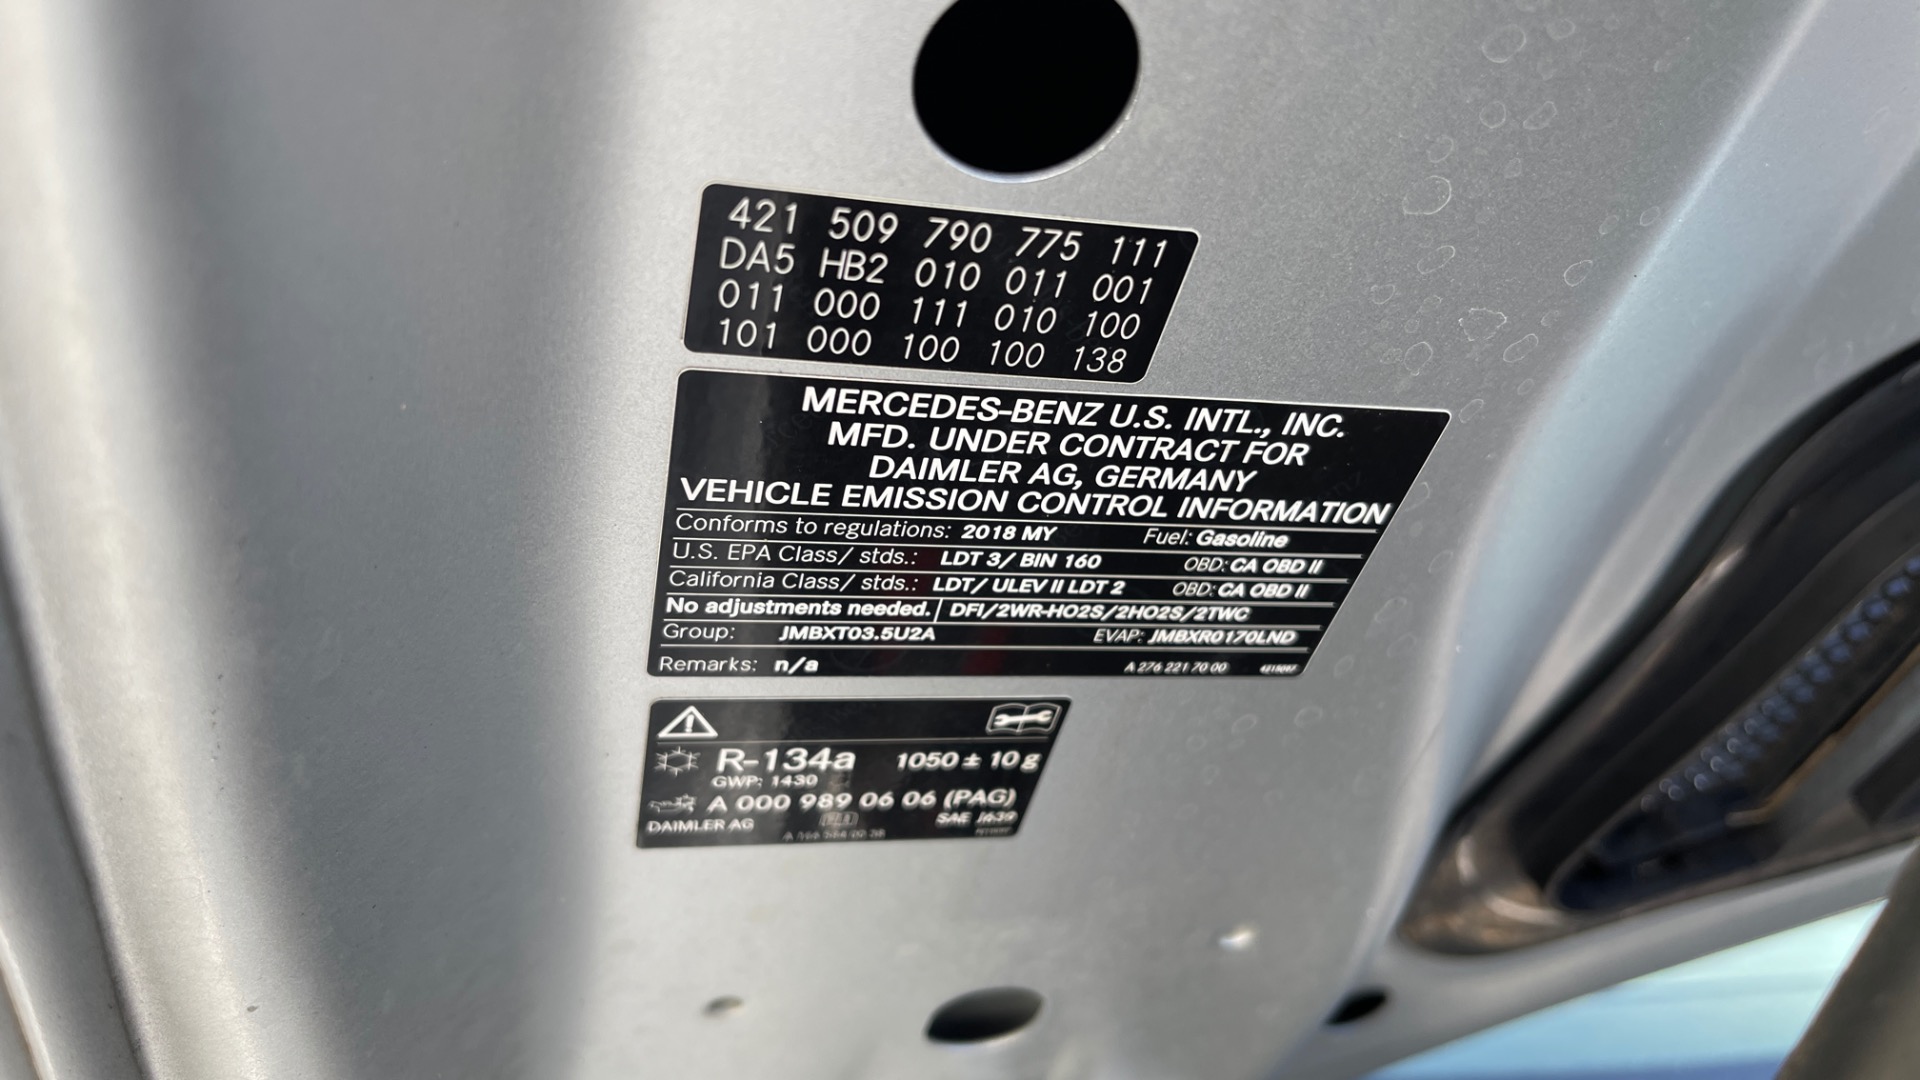 421 509 790 775 111
DA5 HB2 010 011 001
011 000 111 010 100
101 000 100 100 138
MERCEDES-BENZ U.S. INTL., INC.
MFD. UNDER CONTRACT FOR
DAIMLER AG, GERMANY
VEHICLE EMISSION CONTROL INFORMATION
Conforms to regulations: 2018 MY Fuel: Gasoline
U.S. EPA Class/ stds.: LDT 3/ BIN 160 OBD: CA OBD II
California Class/ stds.: LDT/ ULEV II LDT 2 OBD: CA OBD II
No adjustments needed. DFI/2WR-HO2S/2HO2S/2TWC
Group: JMBXT03.5U2A EVAP: JMBXR0170LND
Remarks: n/a A 276 221 70 00
R-134a 1050 ± 10 g
GWP: 1430
A 000 989 06 06 (PAG)
DAIMLER AG SAE J639